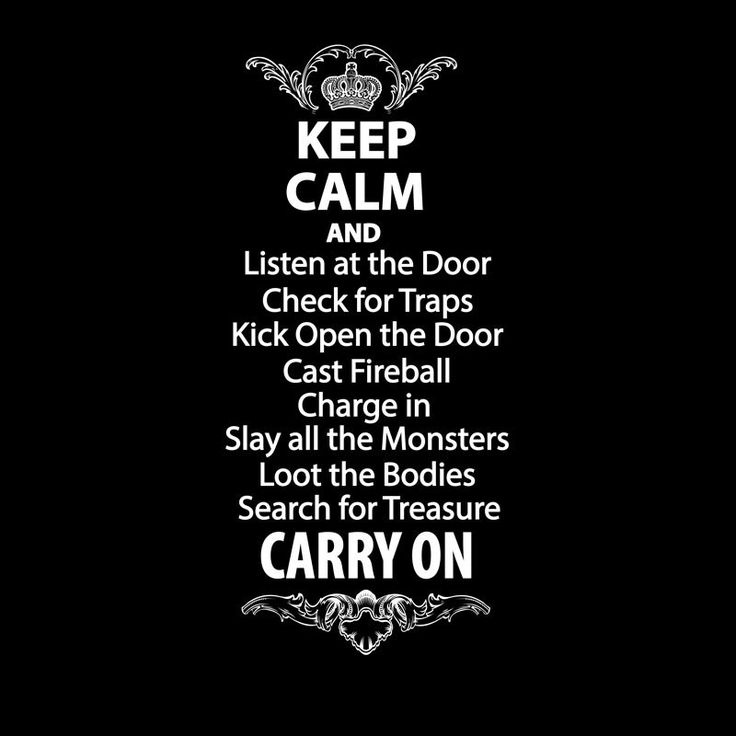 KEEP
CALM
AND
Listen at the Door
Check for Traps
Kick Open the Door
Cast Fireball
Charge in
Slay all the Monsters
Loot the Bodies
Search for Treasure
CARRY ON